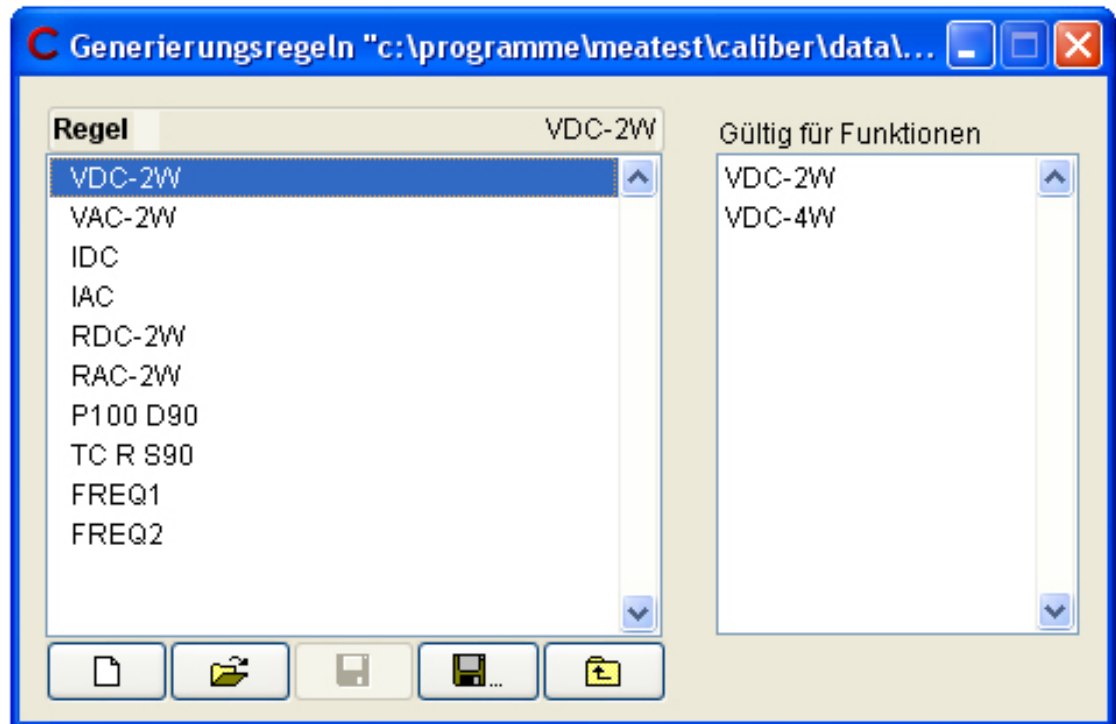 C Generierungsregeln "c:\programme\meatest\caliber\data\...
Regel VDC-2W
VDC-2W
VAC-2W
IDC
IAC
RDC-2W
RAC-2W
P100 D90
TC R S90
FREQ1
FREQ2
Gültig für Funktionen
VDC-2W
VDC-4W
...